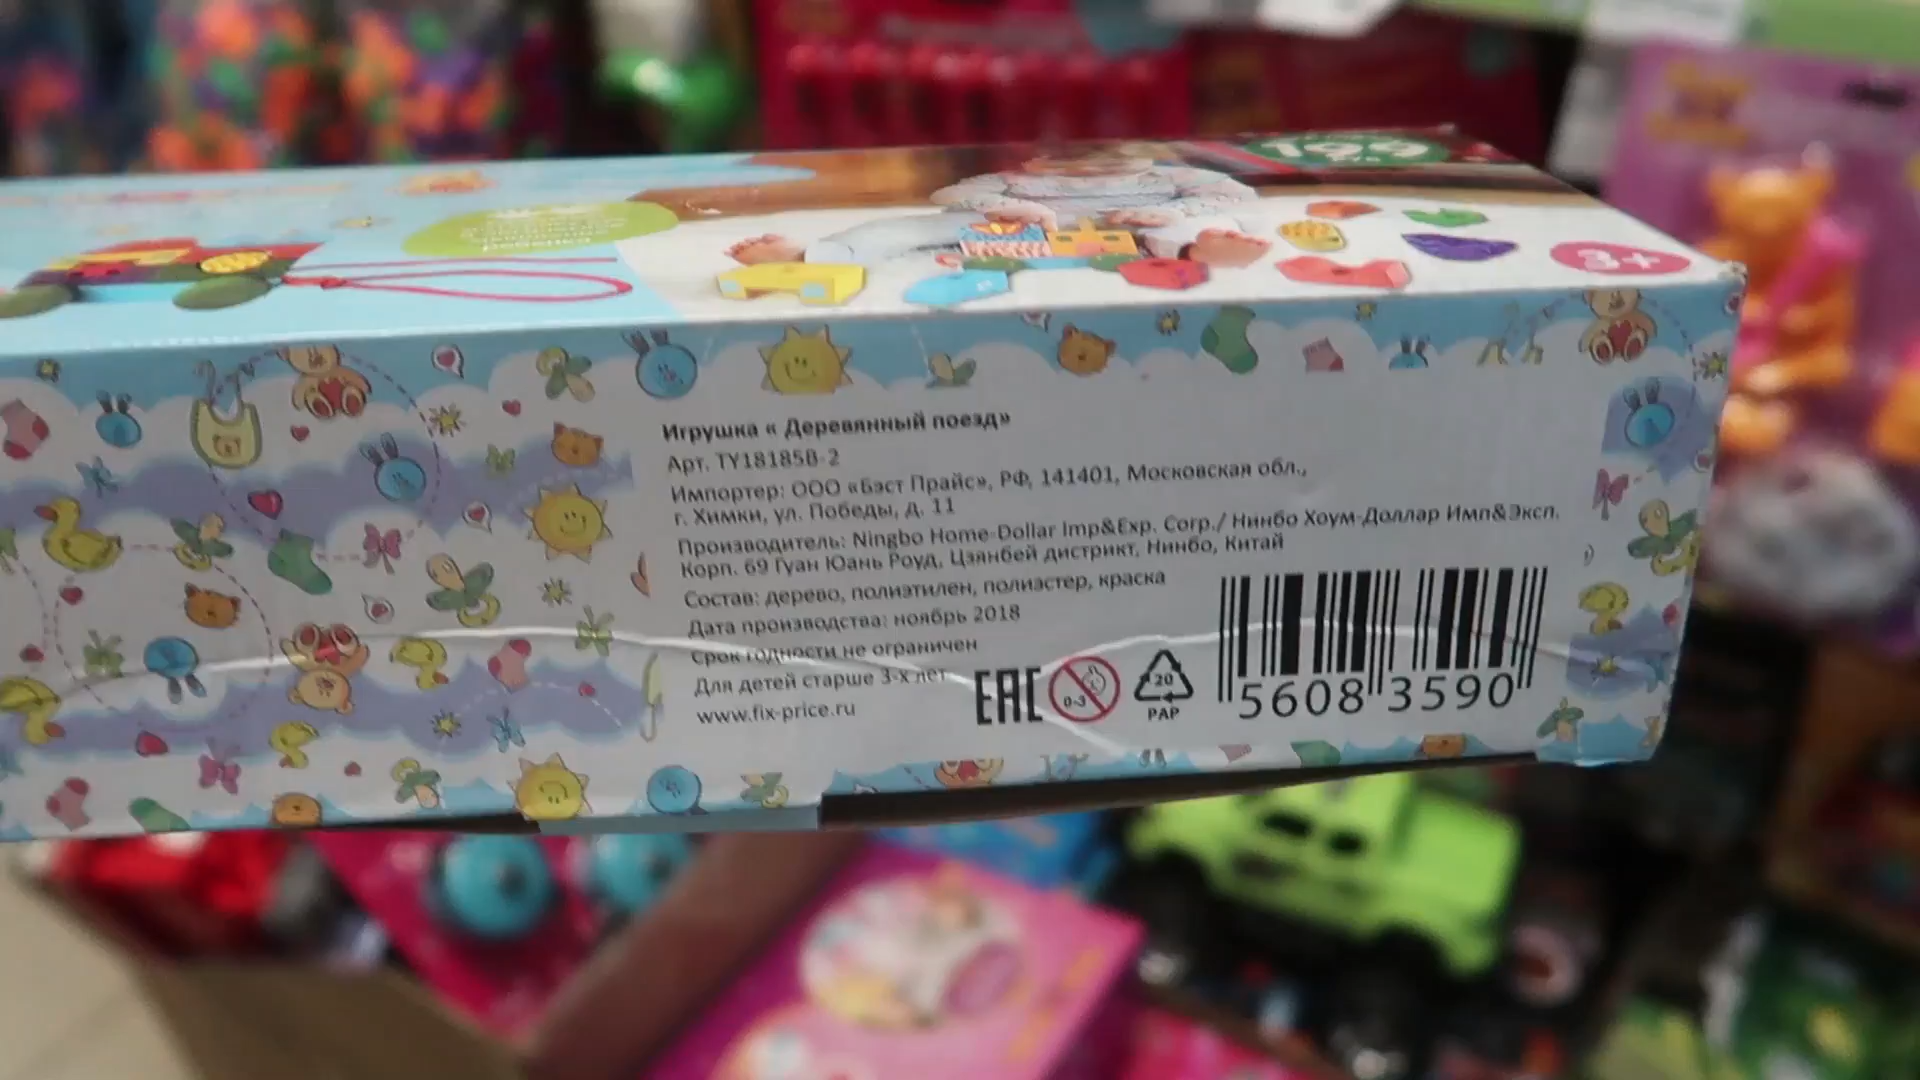 199
3+
Игрушка « Деревянный поезд»
Арт. TY18185B-2
Импортер: ООО «Бэст Прайс», РФ, 141401, Московская обл.,
г. Химки, ул. Победы, д. 11
Производитель: Ningbo Home-Dollar Imp&Exp. Corp./ Нинбо Хоум-Доллар Имп&Эксп.
Корп. 69 Гуан Юань Роуд, Цзянбей дистрикт, Нинбо, Китай
Состав: дерево, полиэтилен, полиэстер, краска
Дата производства: ноябрь 2018
Срок годности не ограничен
Для детей старше 3-х лет
www.fix-price.ru
EAC
0-3
20
PAP
5608 3590